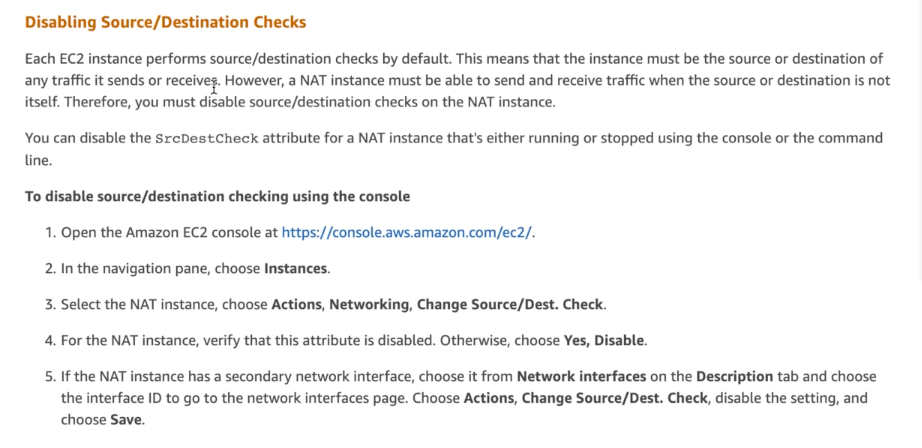 Disabling Source/Destination Checks
Each EC2 instance performs source/destination checks by default. This means that the instance must be the source or destination of
any traffic it sends or receives. However, a NAT instance must be able to send and receive traffic when the source or destination is not
itself. Therefore, you must disable source/destination checks on the NAT instance.
You can disable the SrcDestCheck attribute for a NAT instance that's either running or stopped using the console or the command
line.
To disable source/destination checking using the console
1. Open the Amazon EC2 console at https://console.aws.amazon.com/ec2/.
2. In the navigation pane, choose Instances.
3. Select the NAT instance, choose Actions, Networking, Change Source/Dest. Check.
4. For the NAT instance, verify that this attribute is disabled. Otherwise, choose Yes, Disable.
5. If the NAT instance has a secondary network interface, choose it from Network interfaces on the Description tab and choose
the interface ID to go to the network interfaces page. Choose Actions, Change Source/Dest. Check, disable the setting, and
choose Save.